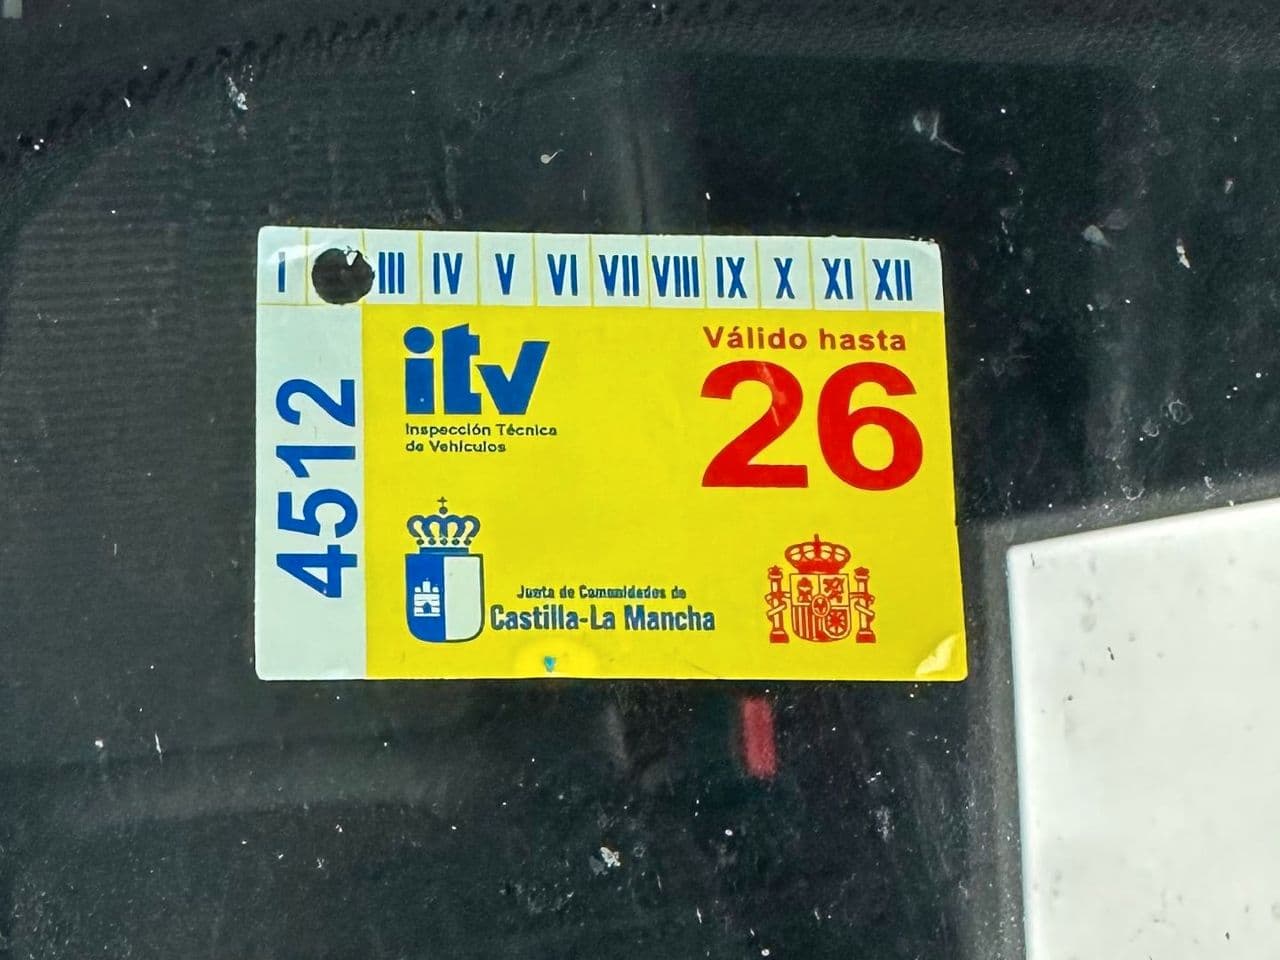 I III IV V VI VII VIII IX X XI XII
4512
itv
Inspección Técnica
de Vehículos
Válido hasta
26
Junta de Comunidades de
Castilla-La Mancha